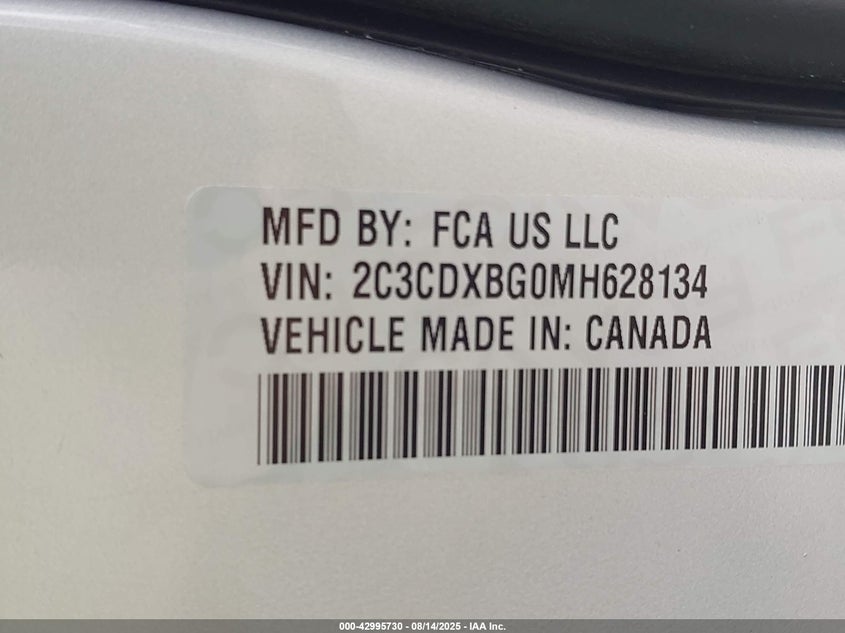 MFD BY: FCA US LLC
VIN: 2C3CDXBG0MH628134
VEHICLE MADE IN: CANADA
000-42995730 - 08/14/2025 - IAA Inc.